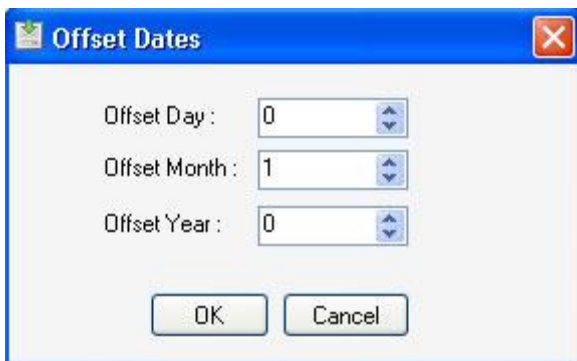 Offset Dates
Offset Day : 0
Offset Month : 1
Offset Year : 0
OK Cancel